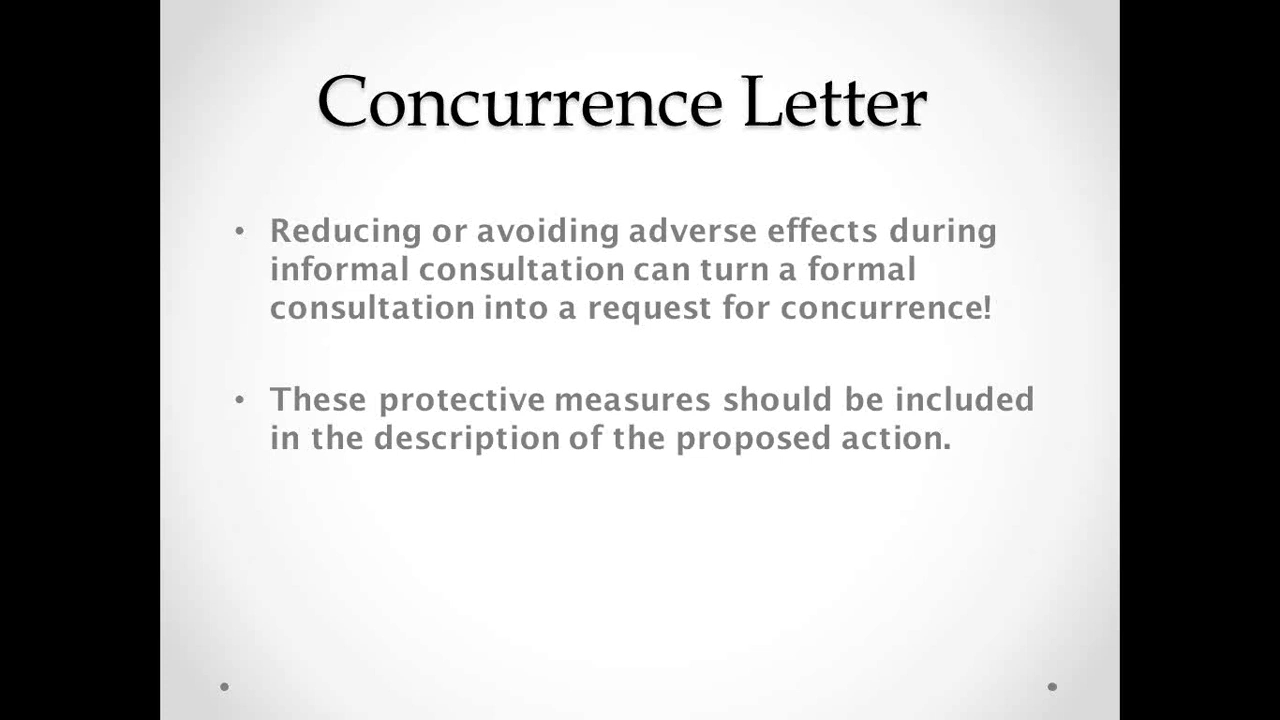 Concurrence Letter
• Reducing or avoiding adverse effects during
informal consultation can turn a formal
consultation into a request for concurrence!
• These protective measures should be included
in the description of the proposed action.